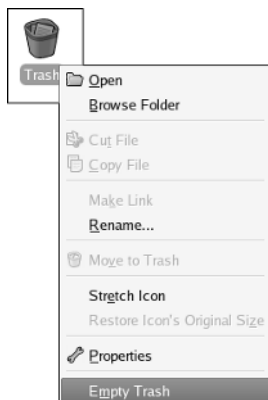 Trash
Open
Browse Folder
Cut File
Copy File
Make Link
Rename...
Move to Trash
Stretch Icon
Restore Icon's Original Size
Properties
Empty Trash